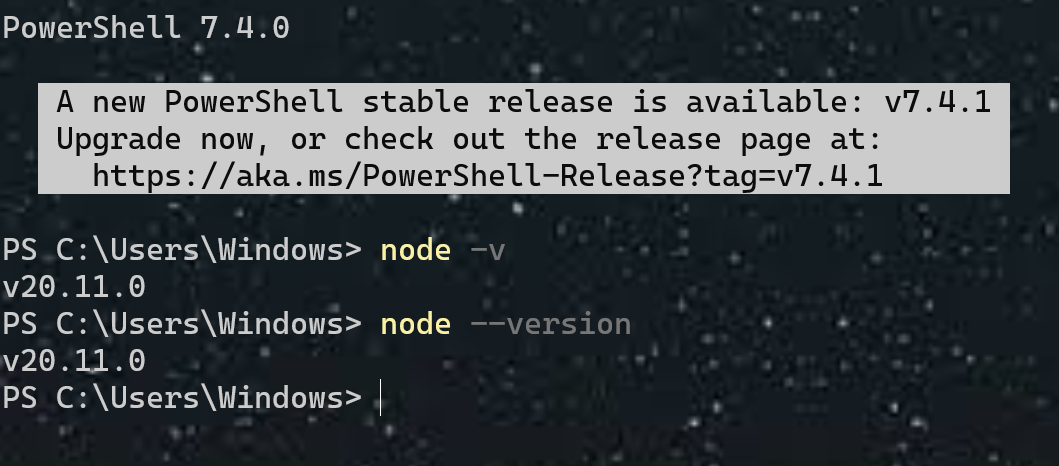 PowerShell 7.4.0
A new PowerShell stable release is available: v7.4.1
Upgrade now, or check out the release page at:
https://aka.ms/PowerShell-Release?tag=v7.4.1
PS C:\Users\Windows> node -v
v20.11.0
PS C:\Users\Windows> node --version
v20.11.0
PS C:\Users\Windows>